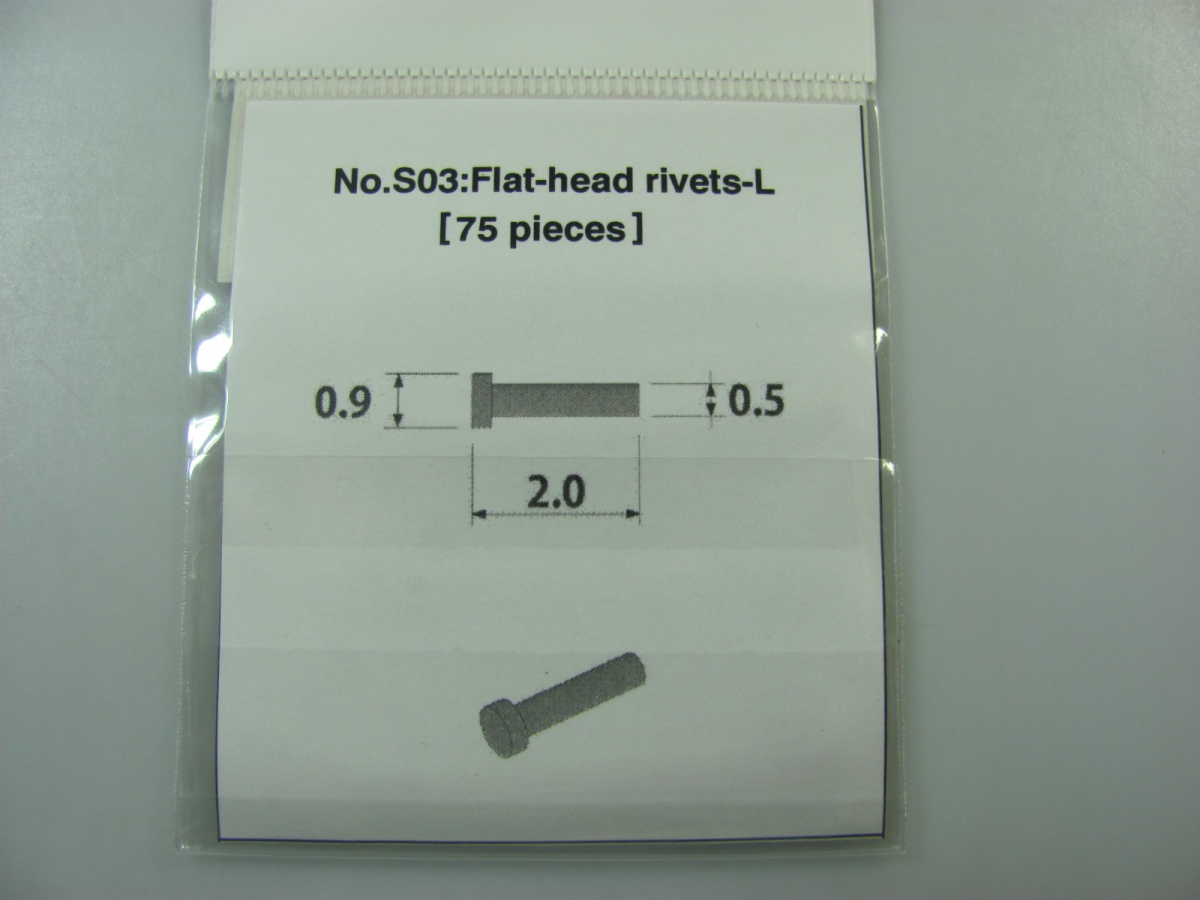 No.S03:Flat-head rivets-L
[75 pieces]
0.9
0.5
2.0